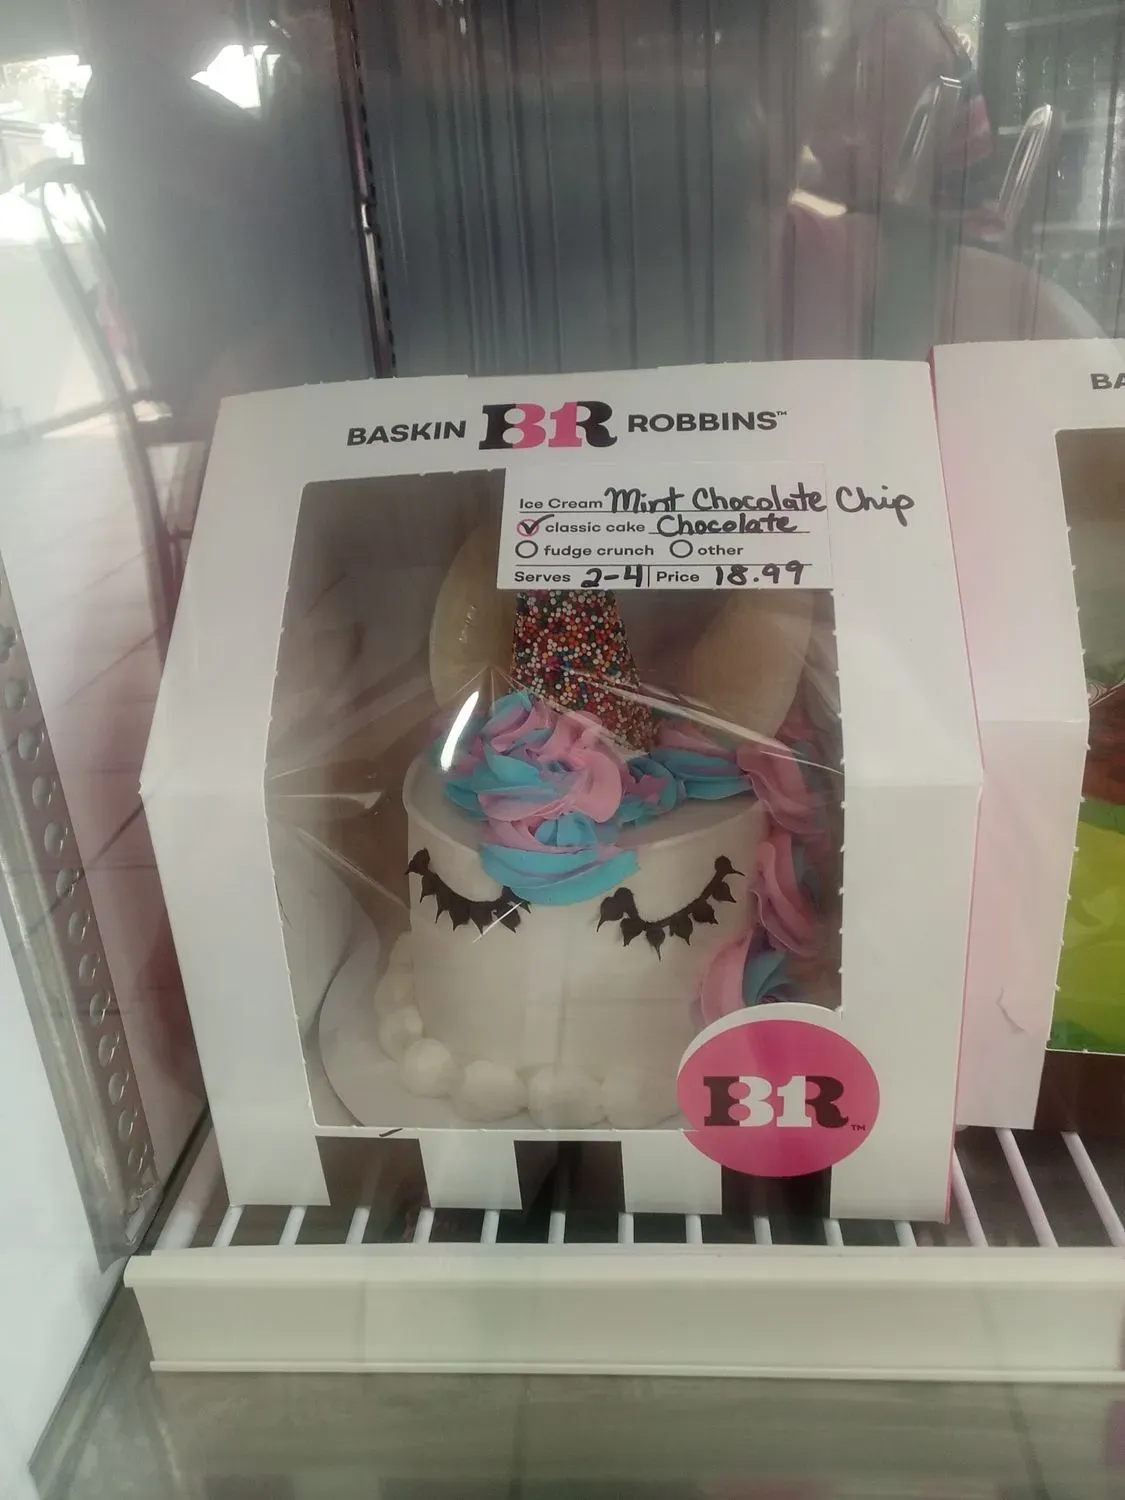 BASKIN BR ROBBINS™
BA
Ice Cream Mint Chocolate Chip
classic cake Chocolate
fudge crunch other
Serves 2-4 Price 18.99
BR™